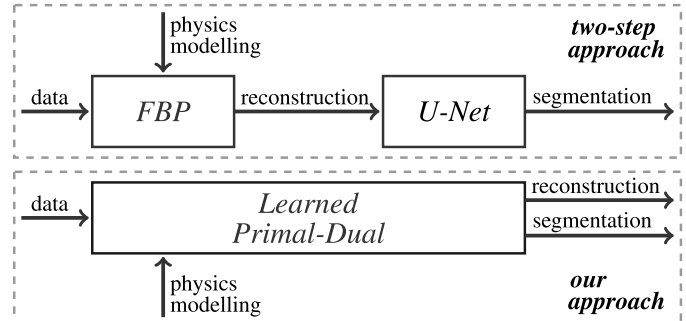 physics
modelling
two-step
approach
data
FBP
reconstruction
U-Net
segmentation
data
Learned
Primal-Dual
reconstruction
segmentation
physics
modelling
our
approach